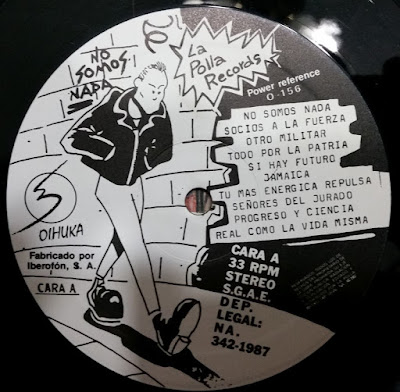 NO
SOMOS
NADA
La
Polla
Records
Power reference
O-156
NO SOMOS NADA
SOCIOS A LA FUERZA
OTRO MILITAR
TODO POR LA PATRIA
SI HAY FUTURO
JAMAICA
TU MAS ENERGICA REPULSA
SEÑORES DEL JURADO
PROGRESO Y CIENCIA
REAL COMO LA VIDA MISMA
OIHUKA
Fabricado por
Iberofón, S. A.
CARA A
CARA A
33 RPM
STEREO
S.G.A.E.
DEP.
LEGAL:
NA.
342-1987